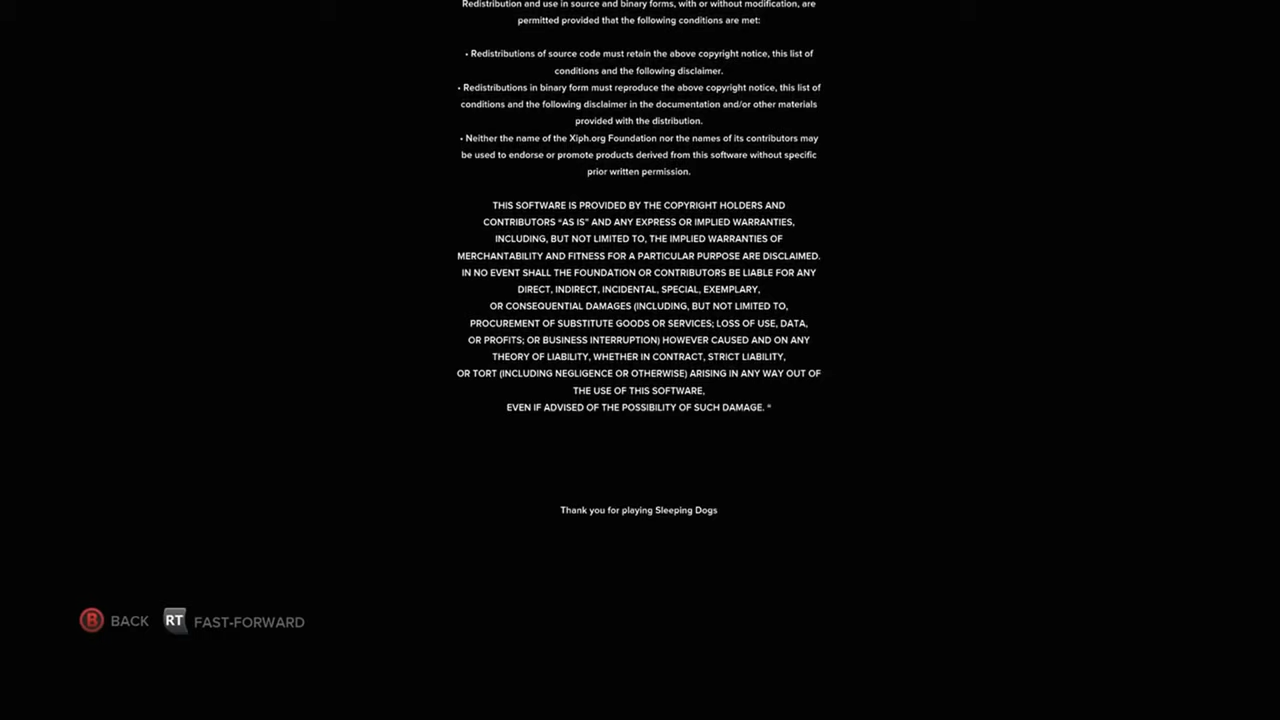 Redistribution and use in source and binary forms, with or without modification, are
permitted provided that the following conditions are met:
• Redistributions of source code must retain the above copyright notice, this list of
conditions and the following disclaimer.
• Redistributions in binary form must reproduce the above copyright notice, this list of
conditions and the following disclaimer in the documentation and/or other materials
provided with the distribution.
• Neither the name of the Xiph.org Foundation nor the names of its contributors may
be used to endorse or promote products derived from this software without specific
prior written permission.
THIS SOFTWARE IS PROVIDED BY THE COPYRIGHT HOLDERS AND
CONTRIBUTORS “AS IS” AND ANY EXPRESS OR IMPLIED WARRANTIES,
INCLUDING, BUT NOT LIMITED TO, THE IMPLIED WARRANTIES OF
MERCHANTABILITY AND FITNESS FOR A PARTICULAR PURPOSE ARE DISCLAIMED.
IN NO EVENT SHALL THE FOUNDATION OR CONTRIBUTORS BE LIABLE FOR ANY
DIRECT, INDIRECT, INCIDENTAL, SPECIAL, EXEMPLARY,
OR CONSEQUENTIAL DAMAGES (INCLUDING, BUT NOT LIMITED TO,
PROCUREMENT OF SUBSTITUTE GOODS OR SERVICES; LOSS OF USE, DATA,
OR PROFITS; OR BUSINESS INTERRUPTION) HOWEVER CAUSED AND ON ANY
THEORY OF LIABILITY, WHETHER IN CONTRACT, STRICT LIABILITY,
OR TORT (INCLUDING NEGLIGENCE OR OTHERWISE) ARISING IN ANY WAY OUT OF
THE USE OF THIS SOFTWARE,
EVEN IF ADVISED OF THE POSSIBILITY OF SUCH DAMAGE. "
Thank you for playing Sleeping Dogs
B BACK RT FAST-FORWARD